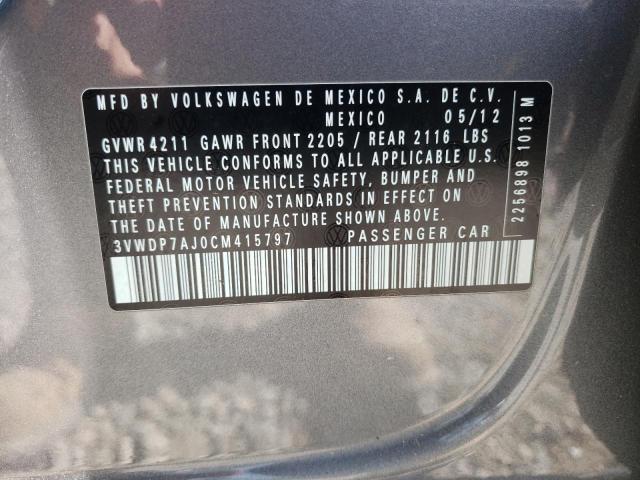 MFD BY VOLKSWAGEN DE MEXICO S.A. DE C.V.
MEXICO 05/12
GVWR 4211 GAWR FRONT 2205 / REAR 2116 LBS
THIS VEHICLE CONFORMS TO ALL APPLICABLE U.S.
FEDERAL MOTOR VEHICLE SAFETY, BUMPER AND
THEFT PREVENTION STANDARDS IN EFFECT ON
THE DATE OF MANUFACTURE SHOWN ABOVE.
3VWDP7AJ0CM415797 PASSENGER CAR
2256898 1013 M